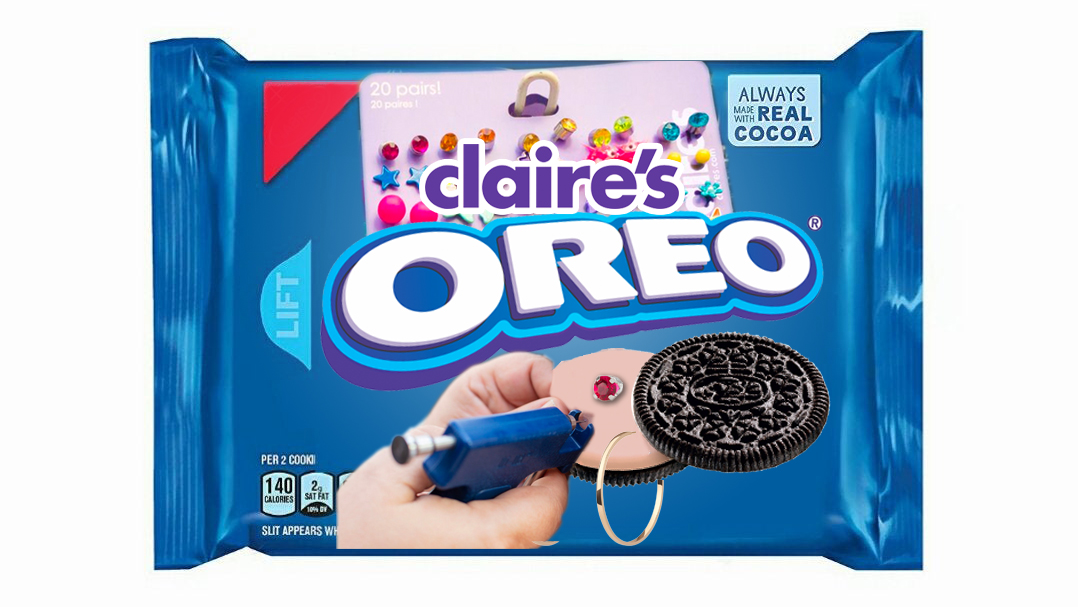 20 pairs!
20 paires !
ALWAYS
MADE WITH REAL
COCOA
claire's
OREO®
LIFT
PER 2 COOKI
140
CALORIES
2g
SAT FAT
10% DV
SLIT APPEARS WH